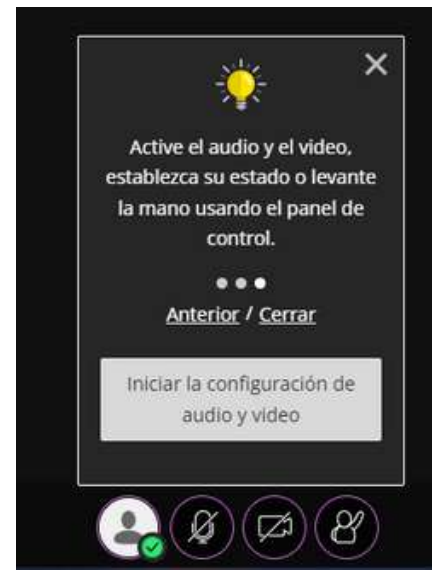 Active el audio y el video,
establezca su estado o levante
la mano usando el panel de
control.
Anterior / Cerrar
Iniciar la configuración de
audio y video